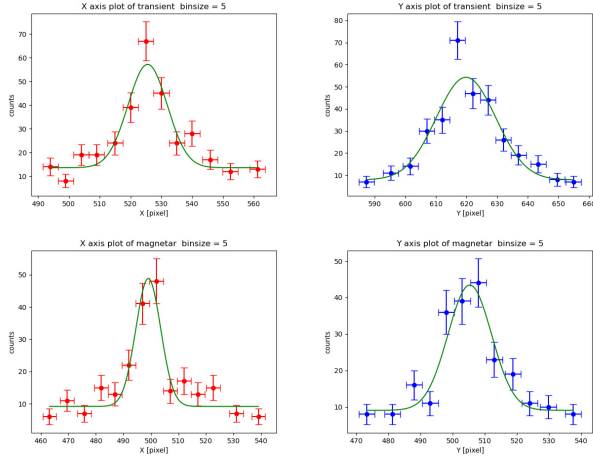 X axis plot of transient binsize = 5
70
60
50
40
30
20
10
counts
490 500 510 520 530 540 550 560
X [pixel]
Y axis plot of transient binsize = 5
80
70
60
50
40
30
20
10
counts
590 600 610 620 630 640 650 660
Y [pixel]
X axis plot of magnetar binsize = 5
50
40
30
20
10
counts
460 470 480 490 500 510 520 530 540
X [pixel]
Y axis plot of magnetar binsize = 5
50
40
30
20
10
counts
470 480 490 500 510 520 530 540
Y [pixel]